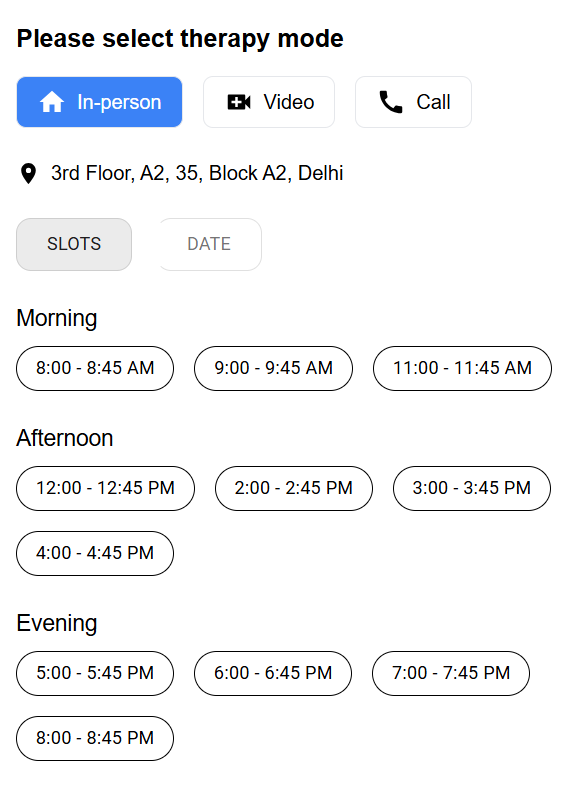 Please select therapy mode
In-person Video Call
3rd Floor, A2, 35, Block A2, Delhi
SLOTS DATE
Morning
8:00 - 8:45 AM 9:00 - 9:45 AM 11:00 - 11:45 AM
Afternoon
12:00 - 12:45 PM 2:00 - 2:45 PM 3:00 - 3:45 PM
4:00 - 4:45 PM
Evening
5:00 - 5:45 PM 6:00 - 6:45 PM 7:00 - 7:45 PM
8:00 - 8:45 PM